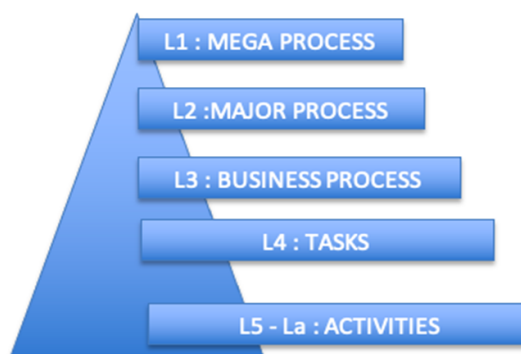 L1 : MEGA PROCESS
L2 :MAJOR PROCESS
L3 : BUSINESS PROCESS
L4 : TASKS
L5 - La : ACTIVITIES